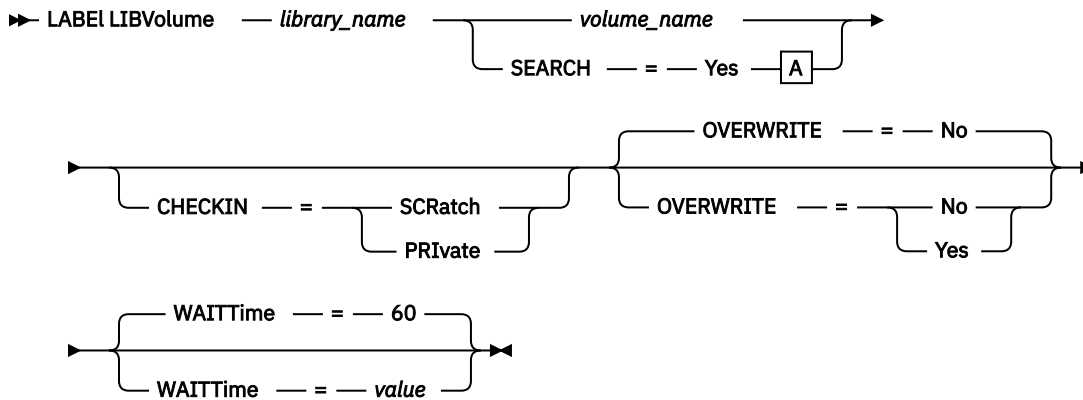 LABEl LIBVolume library_name volume_name
SEARCH = Yes A
OVERWRITE = No
CHECKIN = SCRatch OVERWRITE = No
PRIvate Yes
WAITTime = 60
WAITTime = value